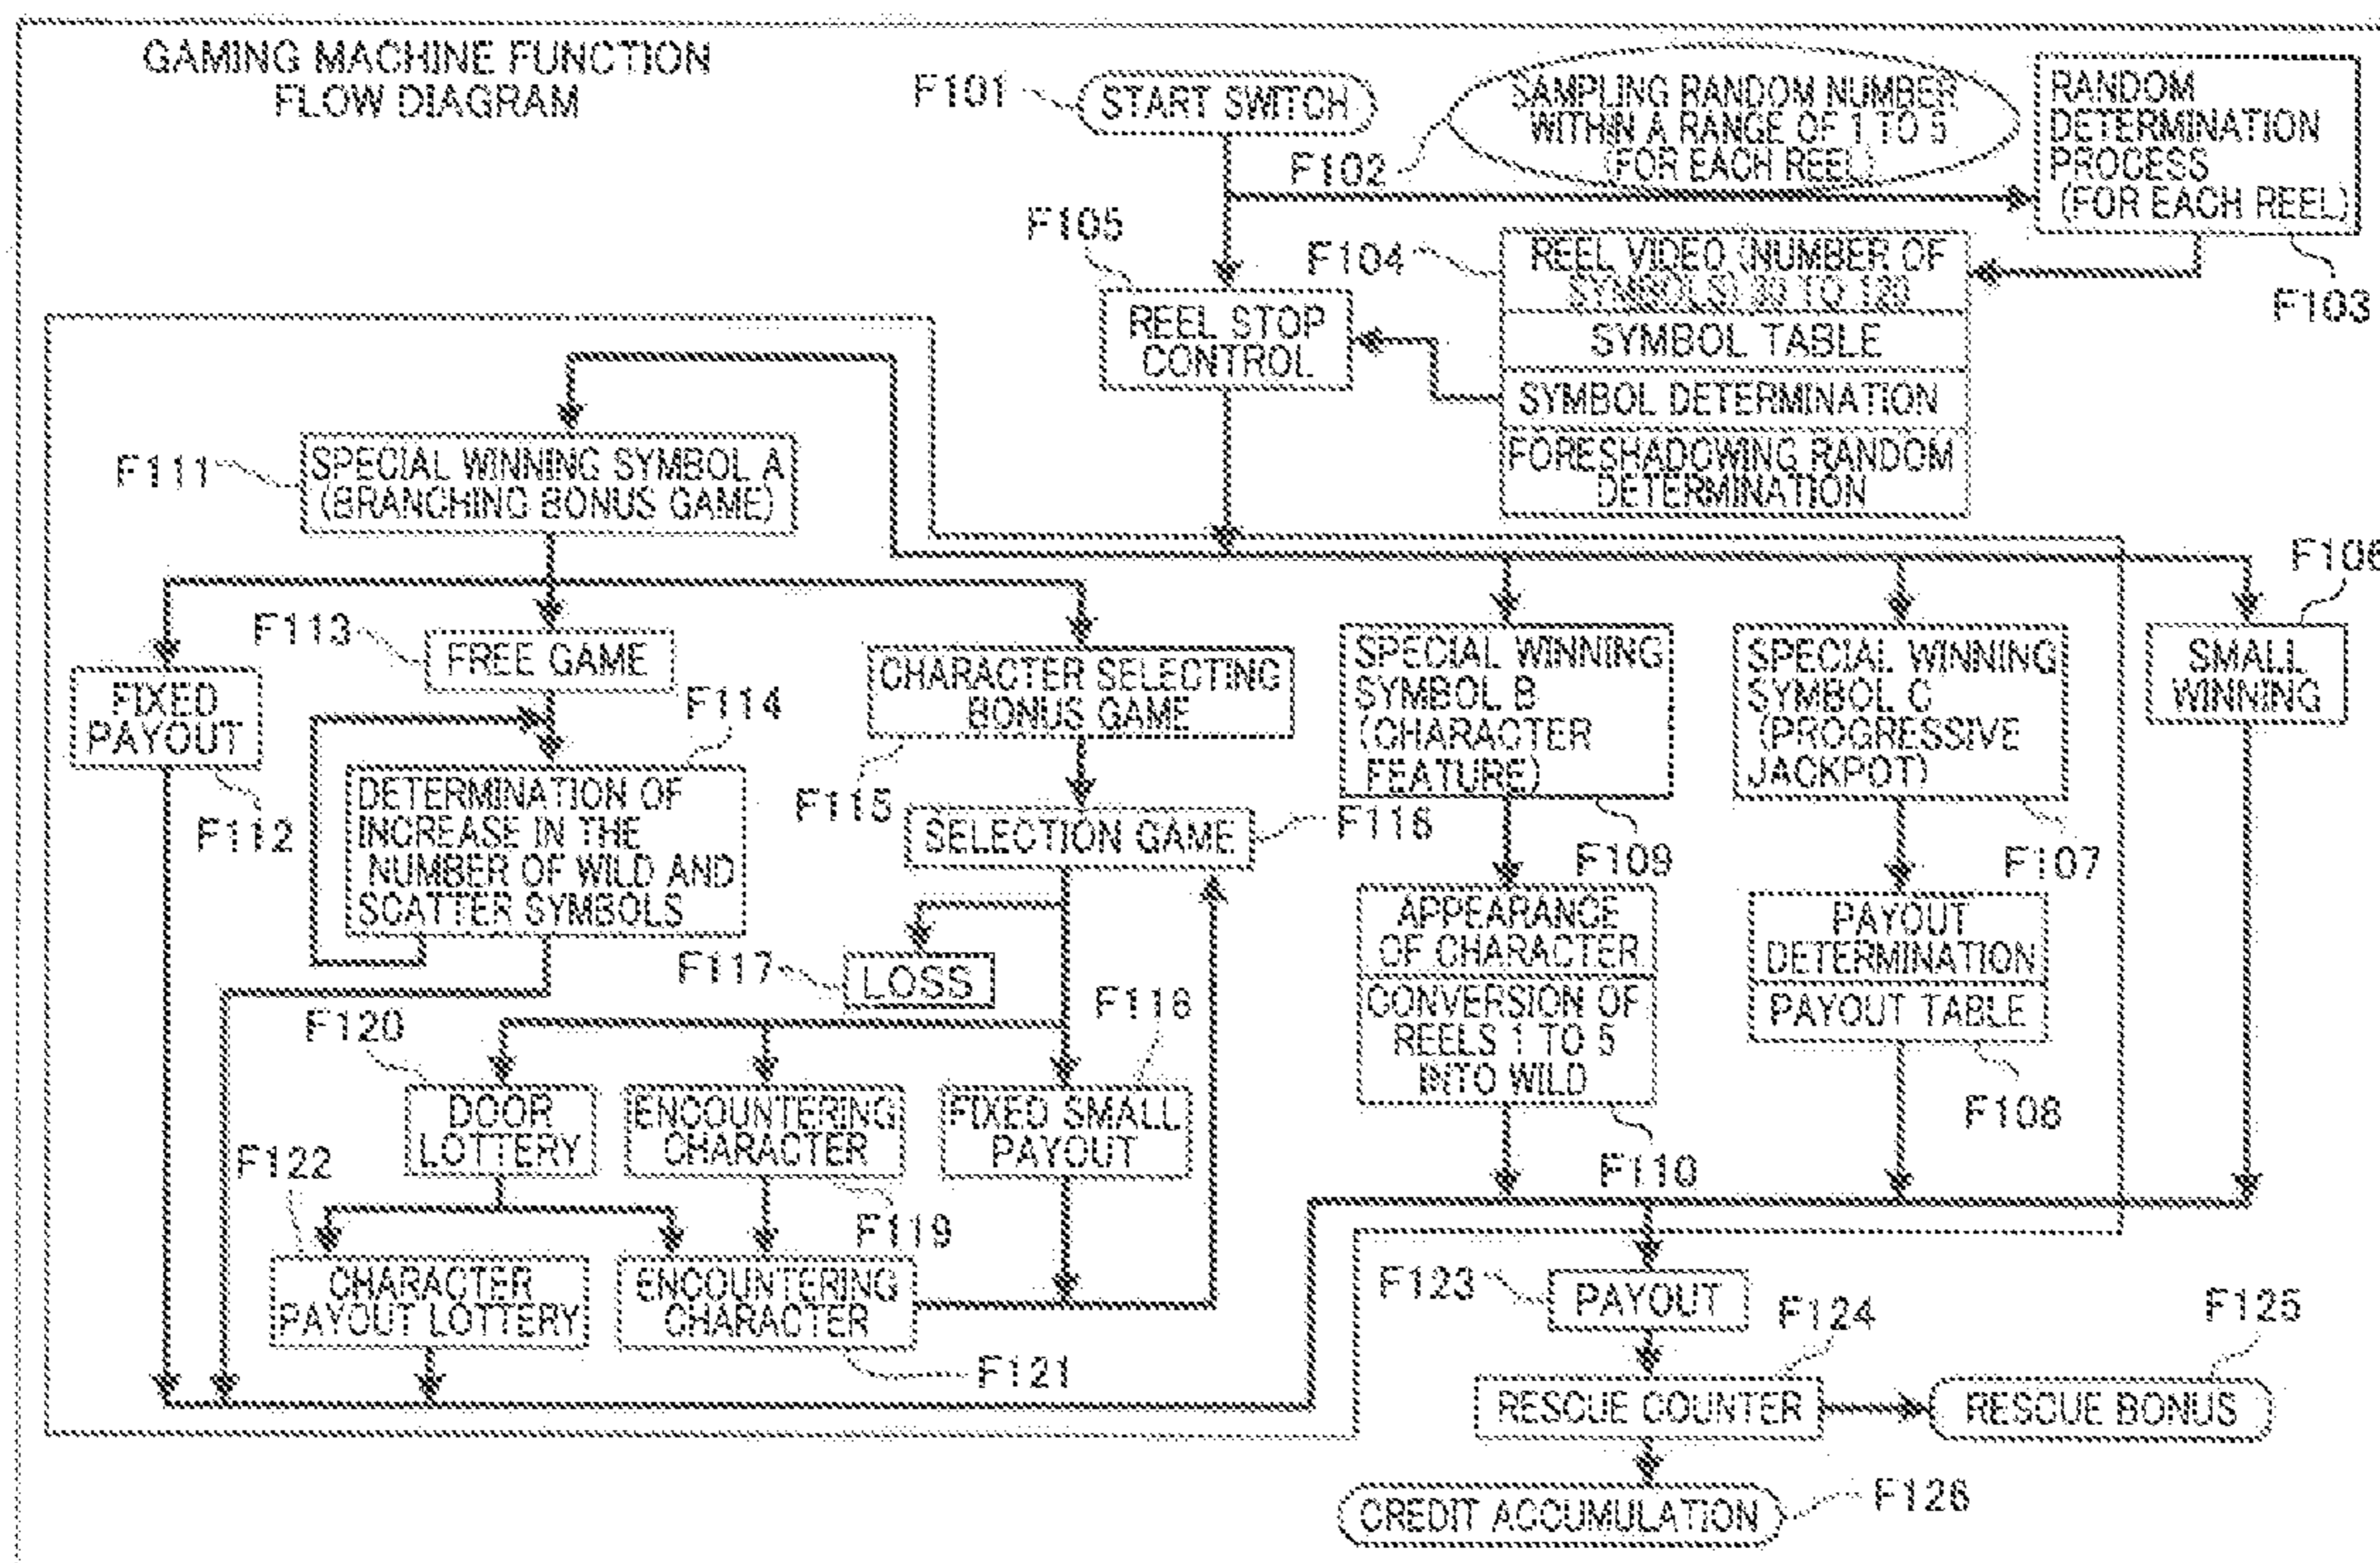 GAMING MACHINE FUNCTION
FLOW DIAGRAM
F101
START SWITCH
F102
SAMPLING RANDOM NUMBER
WITHIN A RANGE OF 1 TO 5
(FOR EACH REEL)
RANDOM
DETERMINATION
PROCESS
(FOR EACH REEL)
F103
F105
REEL STOP
CONTROL
F104
REEL VIDEO (NUMBER OF
SYMBOLS) TO
SYMBOL TABLE
SYMBOL DETERMINATION
FORESHADOWING RANDOM
DETERMINATION
F111
SPECIAL WINNING SYMBOL A
(BRANCHING BONUS GAME)
F106
F113
FREE GAME
FIXED
PAYOUT
F112
F114
DETERMINATION OF
INCREASE IN THE
NUMBER OF WILD AND
SCATTER SYMBOLS
CHARACTER SELECTING
BONUS GAME
F115
SELECTION GAME
F116
SPECIAL WINNING
SYMBOL B
(CHARACTER
FEATURE)
F109
SPECIAL WINNING
SYMBOL C
(PROGRESSIVE
JACKPOT)
F107
SMALL
WINNING
APPEARANCE
OF CHARACTER
CONVERSION OF
REELS 1 TO 5
INTO WILD
F110
PAYOUT
DETERMINATION
PAYOUT TABLE
F108
F117
LOSS
F120
DOOR
LOTTERY
ENCOUNTERING
CHARACTER
F119
FIXED SMALL
PAYOUT
F122
CHARACTER
PAYOUT LOTTERY
ENCOUNTERING
CHARACTER
F121
F123
PAYOUT
F124
RESCUE COUNTER
F125
RESCUE BONUS
CREDIT ACCUMULATION
F126